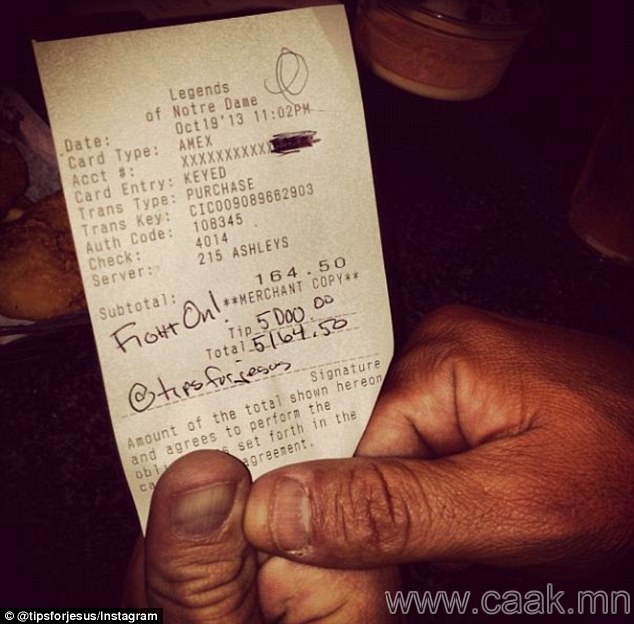 Legends
of Notre Dame
Date: Oct19'13 11:02PM
Card Type: AMEX
Acct #: XXXXXXXXXXX
Card Entry: KEYED
Trans Type: PURCHASE
Trans Key: CIC009089662903
Auth Code: 108345
Check: 4014
Server: 215 ASHLEYS
Subtotal: 164.50
**MERCHANT COPY**
Fight On!
Tip 5000.00
Total 5164.50
@tipsforjesus
Signature
Amount of the total shown hereon
and agrees to perform the
set forth in the
agreement.
www.caak.mn
© @tipsforjesus/Instagram